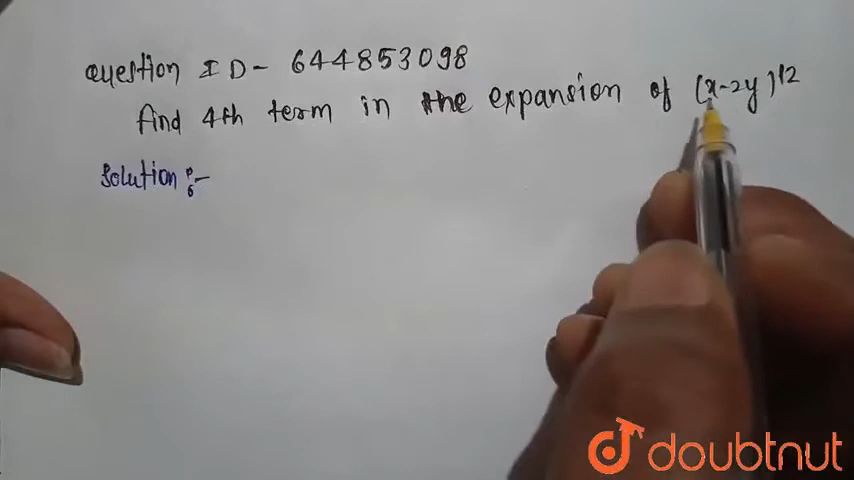 Question ID- 644853098
find 4th term in the expansion of (x-2y)^12
Solution :-
doubtnut